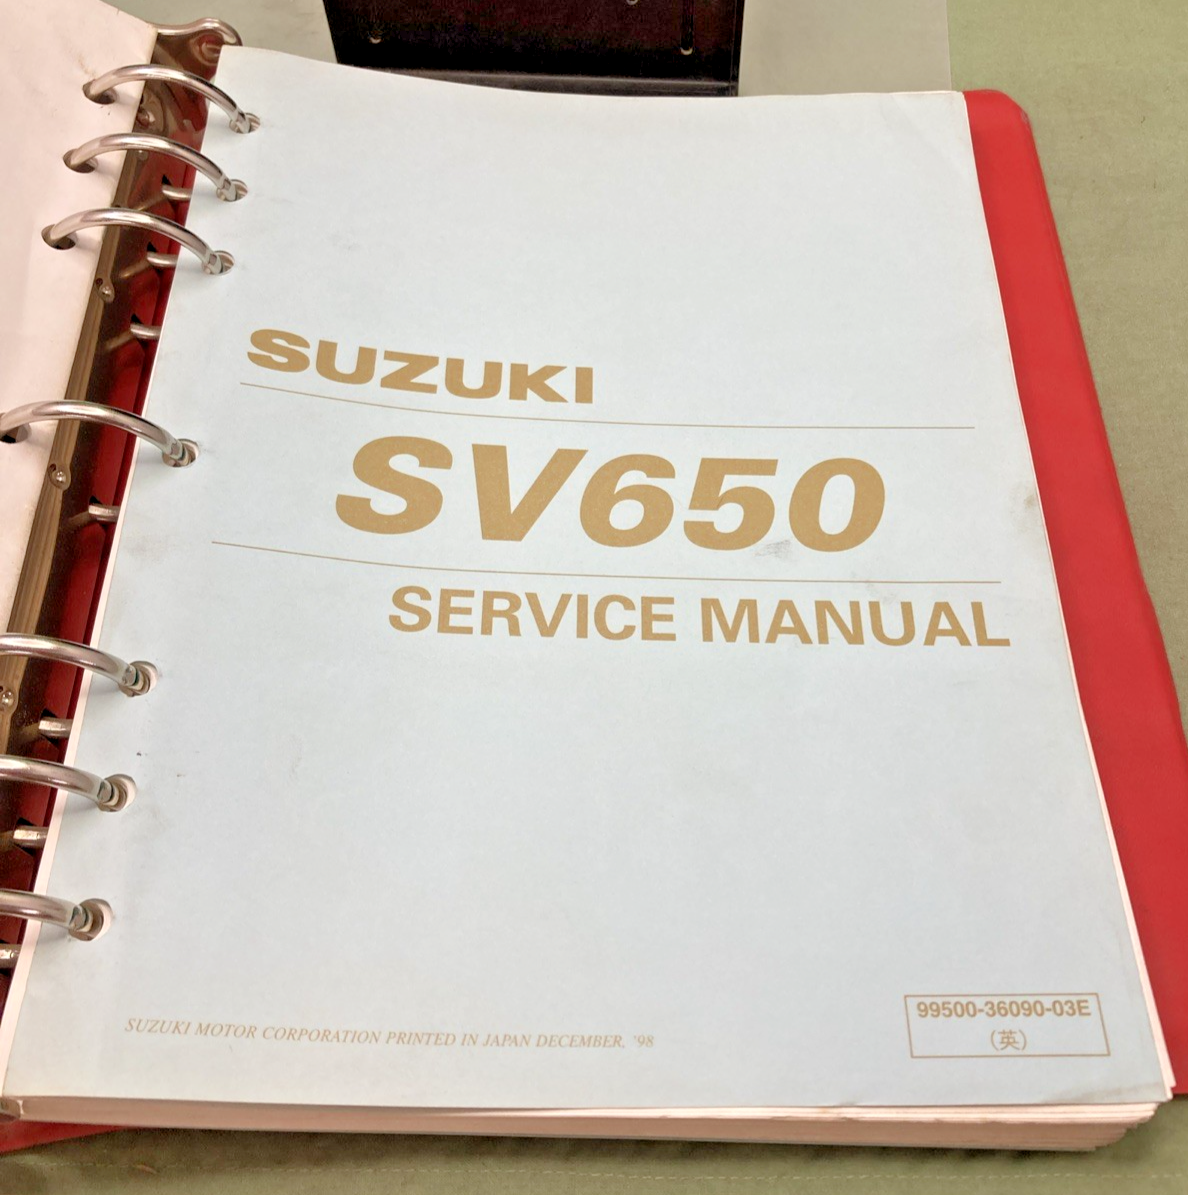 SUZUKI
SV650
SERVICE MANUAL
SUZUKI MOTOR CORPORATION PRINTED IN JAPAN DECEMBER, '98
99500-36090-03E
(英)